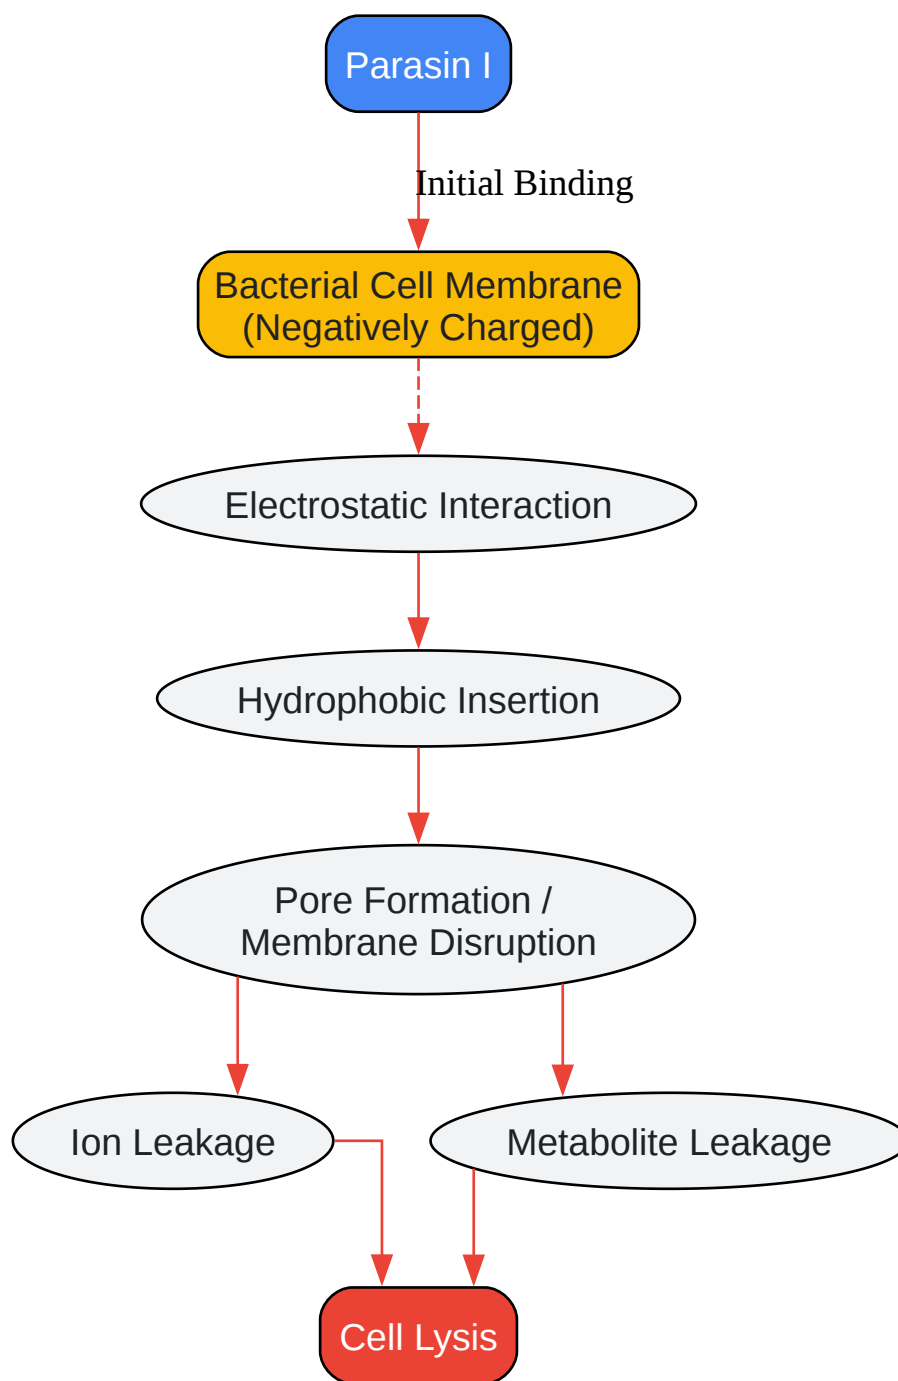 Parasin I
Initial Binding
Bacterial Cell Membrane
(Negatively Charged)
Electrostatic Interaction
Hydrophobic Insertion
Pore Formation /
Membrane Disruption
Ion Leakage
Metabolite Leakage
Cell Lysis